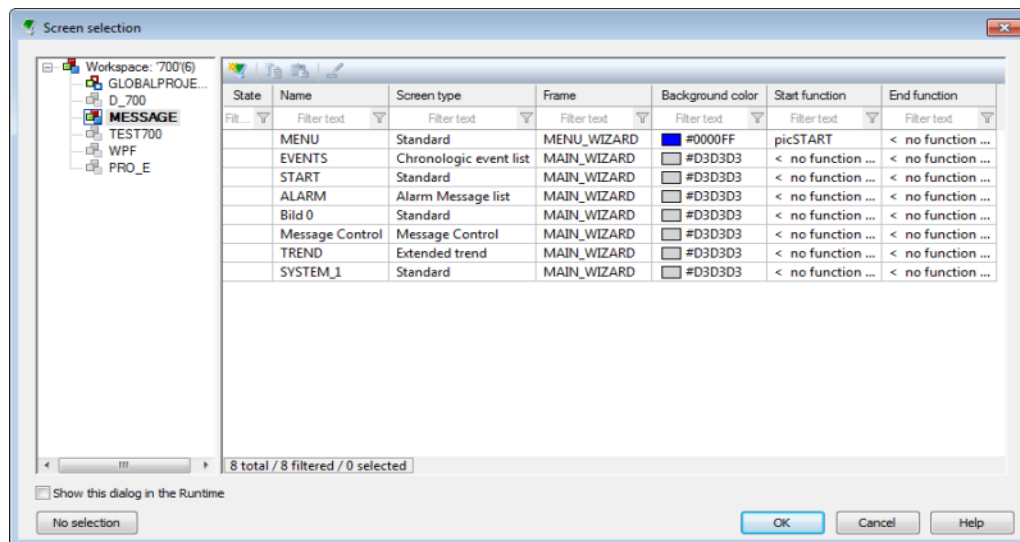 Screen selection
Workspace: '700'(6)
GLOBALPROJE...
D_700
MESSAGE
TEST700
WPF
PRO_E
State Name Screen type Frame Background color Start function End function
Filt... Filter text Filter text Filter text Filter text Filter text Filter text
MENU Standard MENU_WIZARD #0000FF picSTART < no function ...
EVENTS Chronologic event list MAIN_WIZARD #D3D3D3 < no function ... < no function ...
START Standard MAIN_WIZARD #D3D3D3 < no function ... < no function ...
ALARM Alarm Message list MAIN_WIZARD #D3D3D3 < no function ... < no function ...
Bild 0 Standard MAIN_WIZARD #D3D3D3 < no function ... < no function ...
Message Control Message Control MAIN_WIZARD #D3D3D3 < no function ... < no function ...
TREND Extended trend MAIN_WIZARD #D3D3D3 < no function ... < no function ...
SYSTEM_1 Standard MAIN_WIZARD #D3D3D3 < no function ... < no function ...
8 total / 8 filtered / 0 selected
Show this dialog in the Runtime
No selection OK Cancel Help